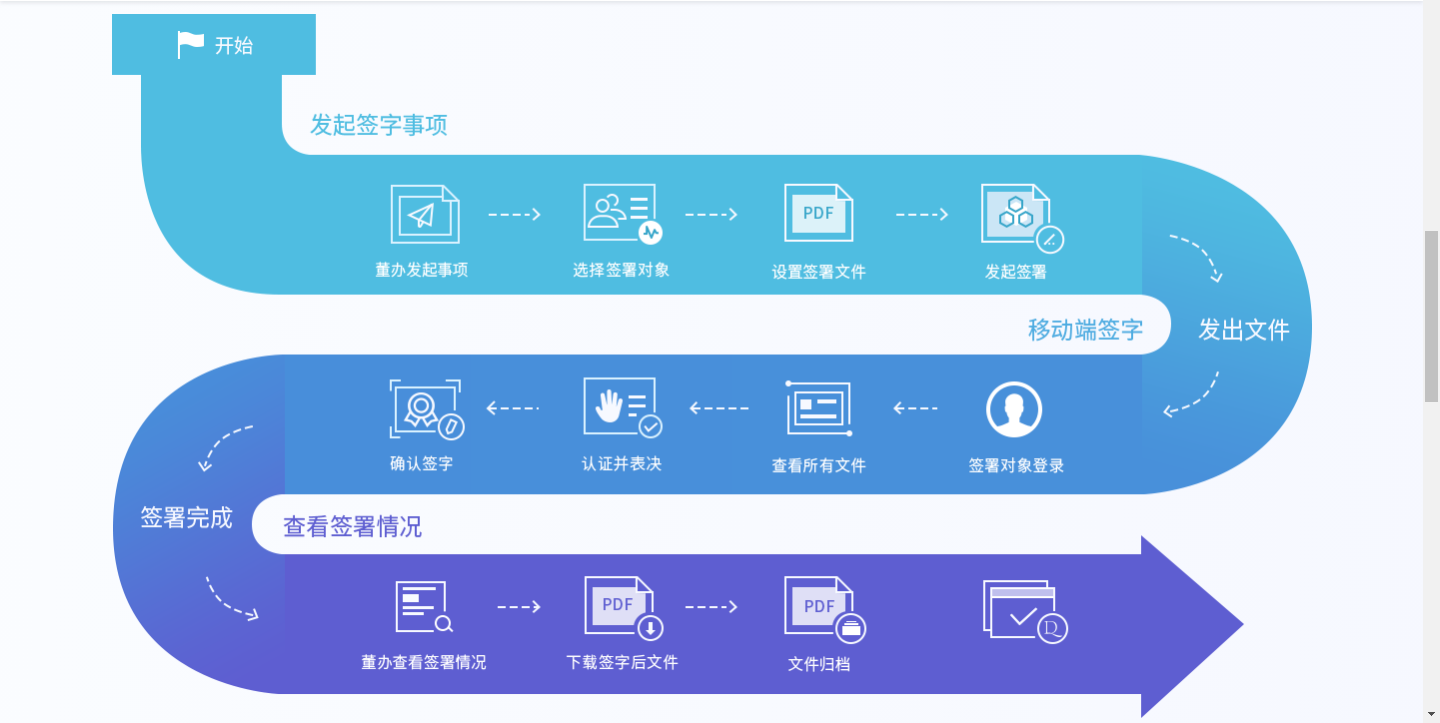 开始
发起签字事项
PDF
董办发起事项
选择签署对象
设置签署文件
发起签署
移动端签字
发出文件
确认签字
认证并表决
查看所有文件
签署对象登录
签署完成
查看签署情况
PDF
PDF
董办查看签署情况
下载签字后文件
文件归档